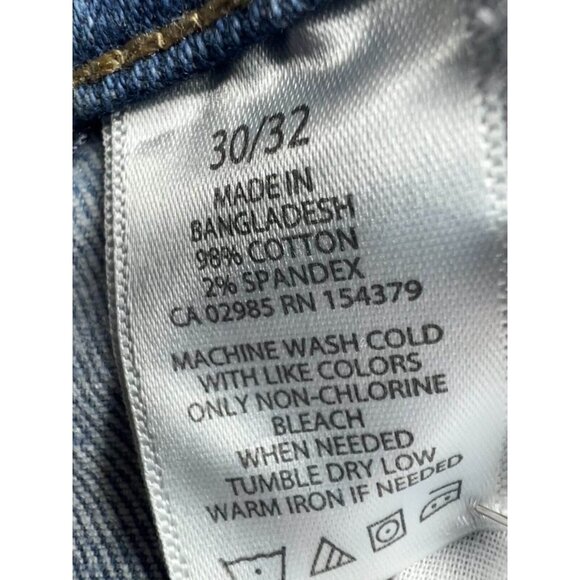 30/32
MADE IN
BANGLADESH
98% COTTON
2% SPANDEX
CA 02985 RN 154379
MACHINE WASH COLD
WITH LIKE COLORS
ONLY NON-CHLORINE
BLEACH
WHEN NEEDED
TUMBLE DRY LOW
WARM IRON IF NEEDED